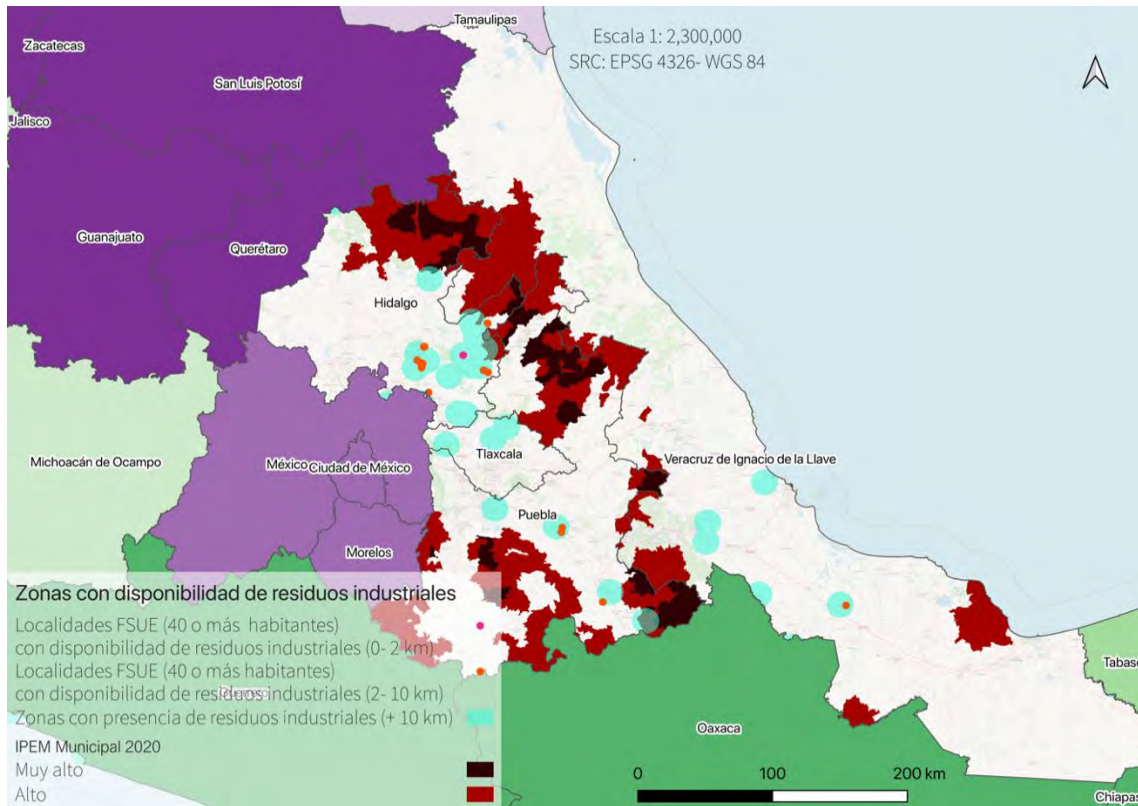 Tamaulipas
Escala 1: 2,300,000
SRC: EPSG 4326- WGS 84
Zacatecas
San Luis Potosí
Jalisco
Guanajuato
Querétaro
Hidalgo
Michoacán de Ocampo
México
Ciudad de México
Tlaxcala
Veracruz de Ignacio de la Llave
Puebla
Morelos
Zonas con disponibilidad de residuos industriales
Localidades FSUE (40 o más habitantes)
con disponibilidad de residuos industriales (0- 2 km)
Localidades FSUE (40 o más habitantes)
con disponibilidad de residuos industriales (2- 10 km)
Zonas con presencia de residuos industriales (+ 10 km)
IPEM Municipal 2020
Muy alto
Alto
Tabasc
Oaxaca
0 100 200 km
Chiapas